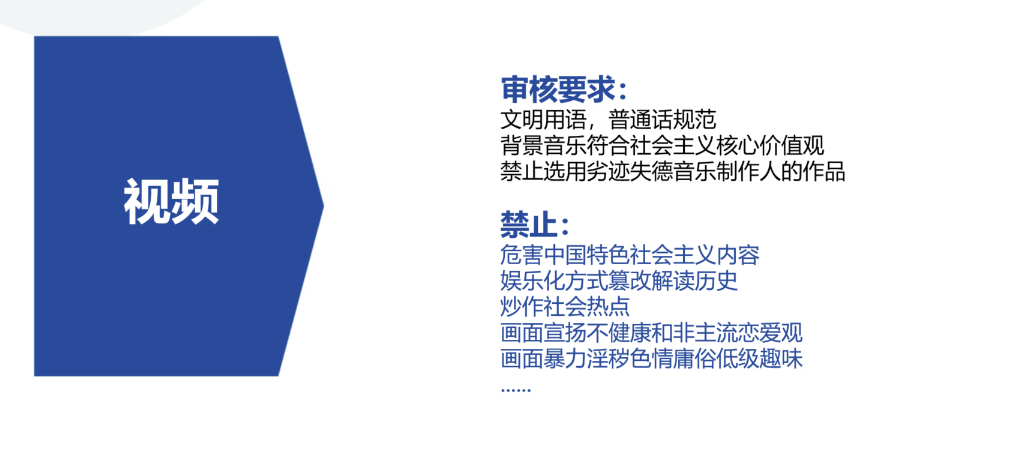 视频
审核要求：
文明用语，普通话规范
背景音乐符合社会主义核心价值观
禁止选用劣迹失德音乐制作人的作品
禁止：
危害中国特色社会主义内容
娱乐化方式篡改解读历史
炒作社会热点
画面宣扬不健康和非主流恋爱观
画面暴力淫秽色情庸俗低级趣味
......